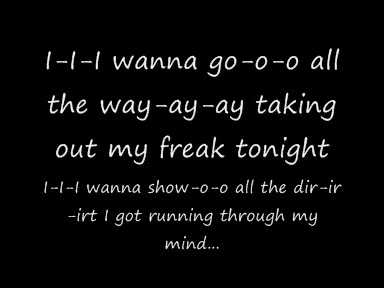 I-I-I wanna go-o-o all
the way-ay-ay taking
out my freak tonight
I-I-I wanna show-o-o all the dir-ir
-irt I got running through my
mind...